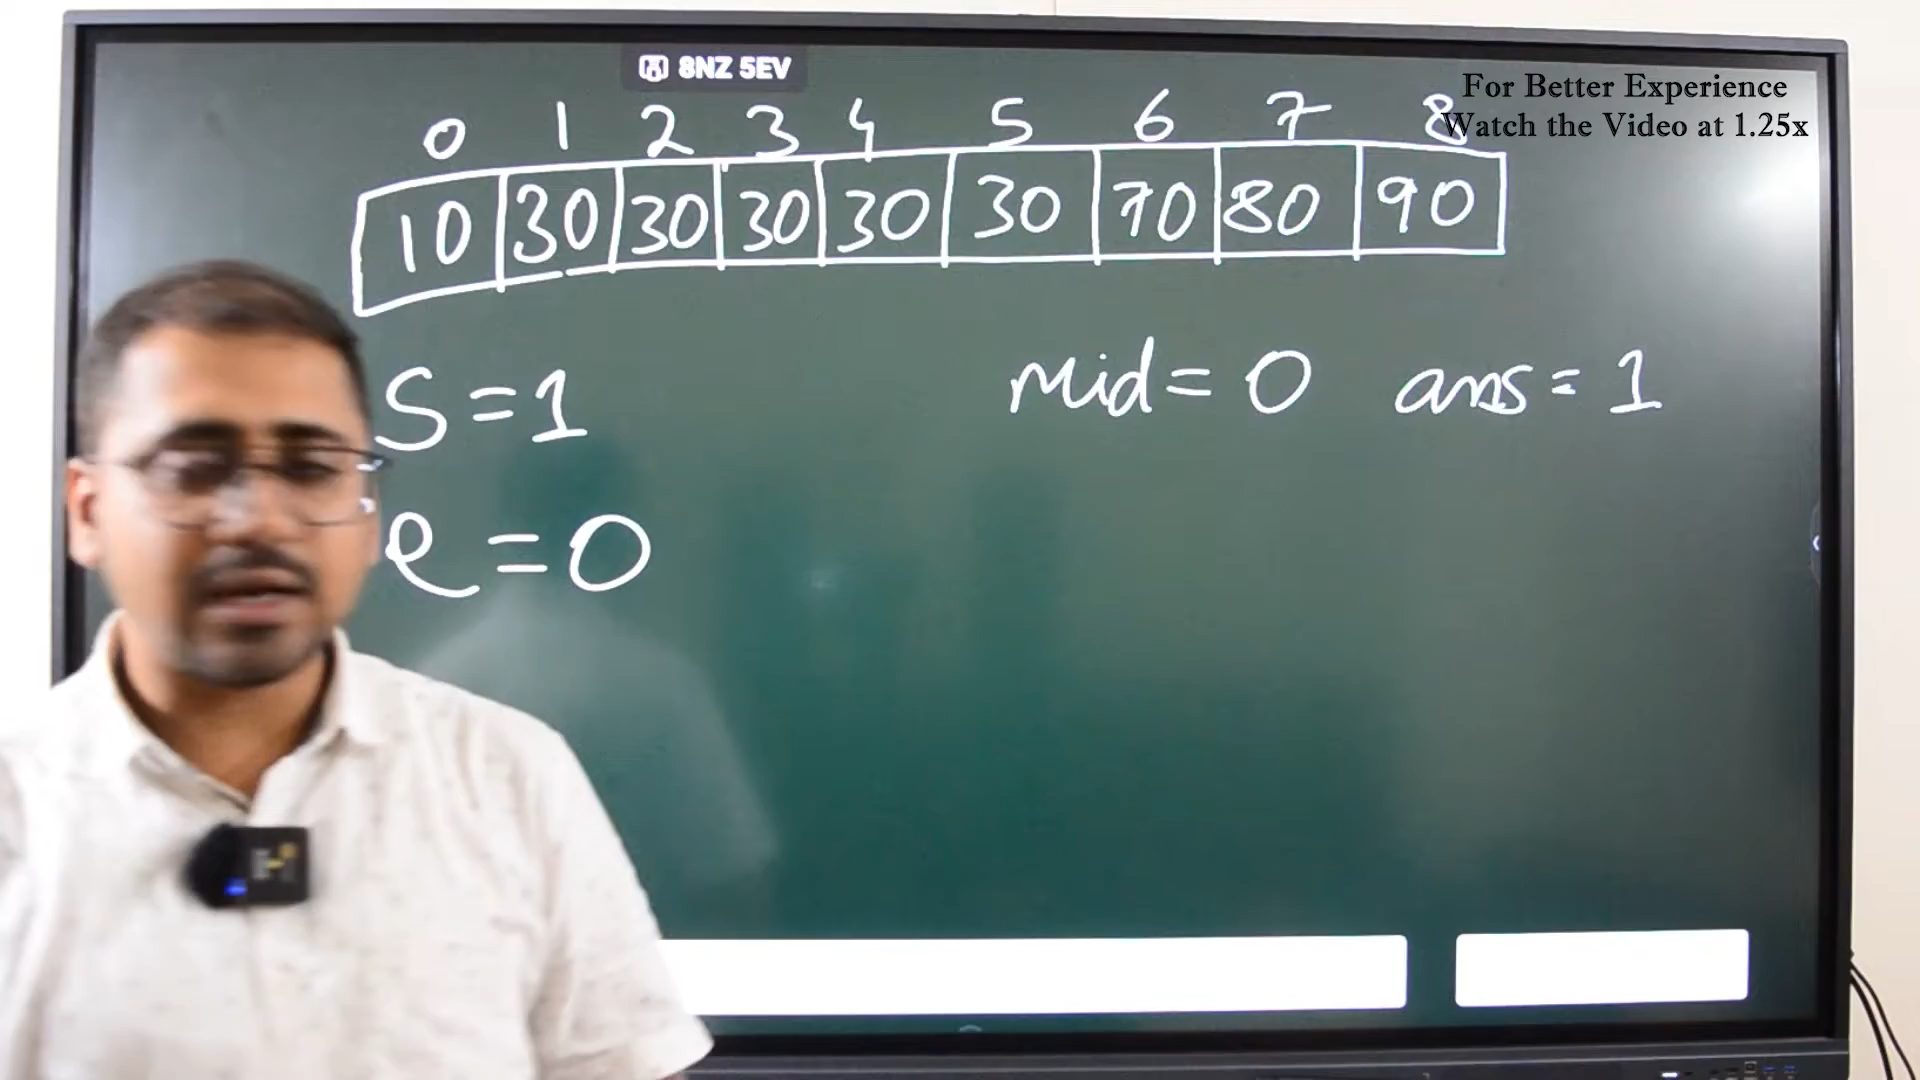 8NZ 5EV
For Better Experience
Watch the Video at 1.25x
0 1 2 3 4 5 6 7 8
10 30 30 30 30 30 70 80 90
S = 1
mid = 0 ans = 1
e = 0